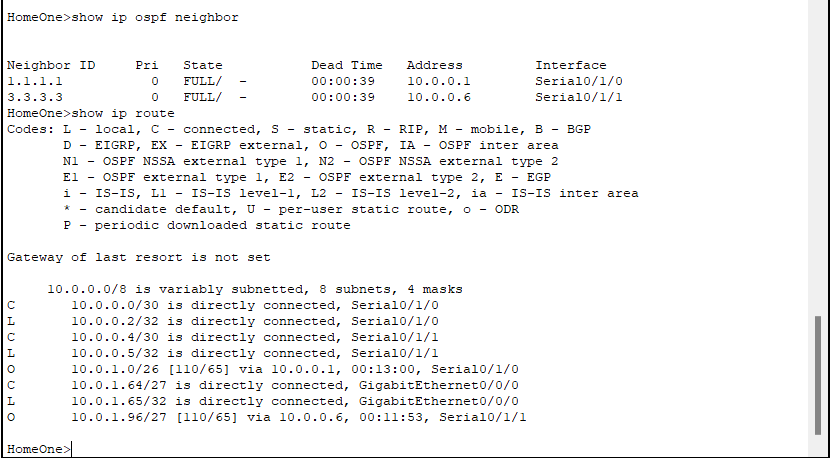 HomeOne>show ip ospf neighbor
Neighbor ID     Pri   State           Dead Time   Address         Interface
1.1.1.1           0   FULL/  -        00:00:39    10.0.0.1        Serial0/1/0
3.3.3.3           0   FULL/  -        00:00:39    10.0.0.6        Serial0/1/1
HomeOne>show ip route
Codes: L - local, C - connected, S - static, R - RIP, M - mobile, B - BGP
       D - EIGRP, EX - EIGRP external, O - OSPF, IA - OSPF inter area
       N1 - OSPF NSSA external type 1, N2 - OSPF NSSA external type 2
       E1 - OSPF external type 1, E2 - OSPF external type 2, E - EGP
       i - IS-IS, L1 - IS-IS level-1, L2 - IS-IS level-2, ia - IS-IS inter area
       * - candidate default, U - per-user static route, o - ODR
       P - periodic downloaded static route
Gateway of last resort is not set
     10.0.0.0/8 is variably subnetted, 8 subnets, 4 masks
C       10.0.0.0/30 is directly connected, Serial0/1/0
L       10.0.0.2/32 is directly connected, Serial0/1/0
C       10.0.0.4/30 is directly connected, Serial0/1/1
L       10.0.0.5/32 is directly connected, Serial0/1/1
O       10.0.1.0/26 [110/65] via 10.0.0.1, 00:13:00, Serial0/1/0
C       10.0.1.64/27 is directly connected, GigabitEthernet0/0/0
L       10.0.1.65/32 is directly connected, GigabitEthernet0/0/0
O       10.0.1.96/27 [110/65] via 10.0.0.6, 00:11:53, Serial0/1/1
HomeOne>